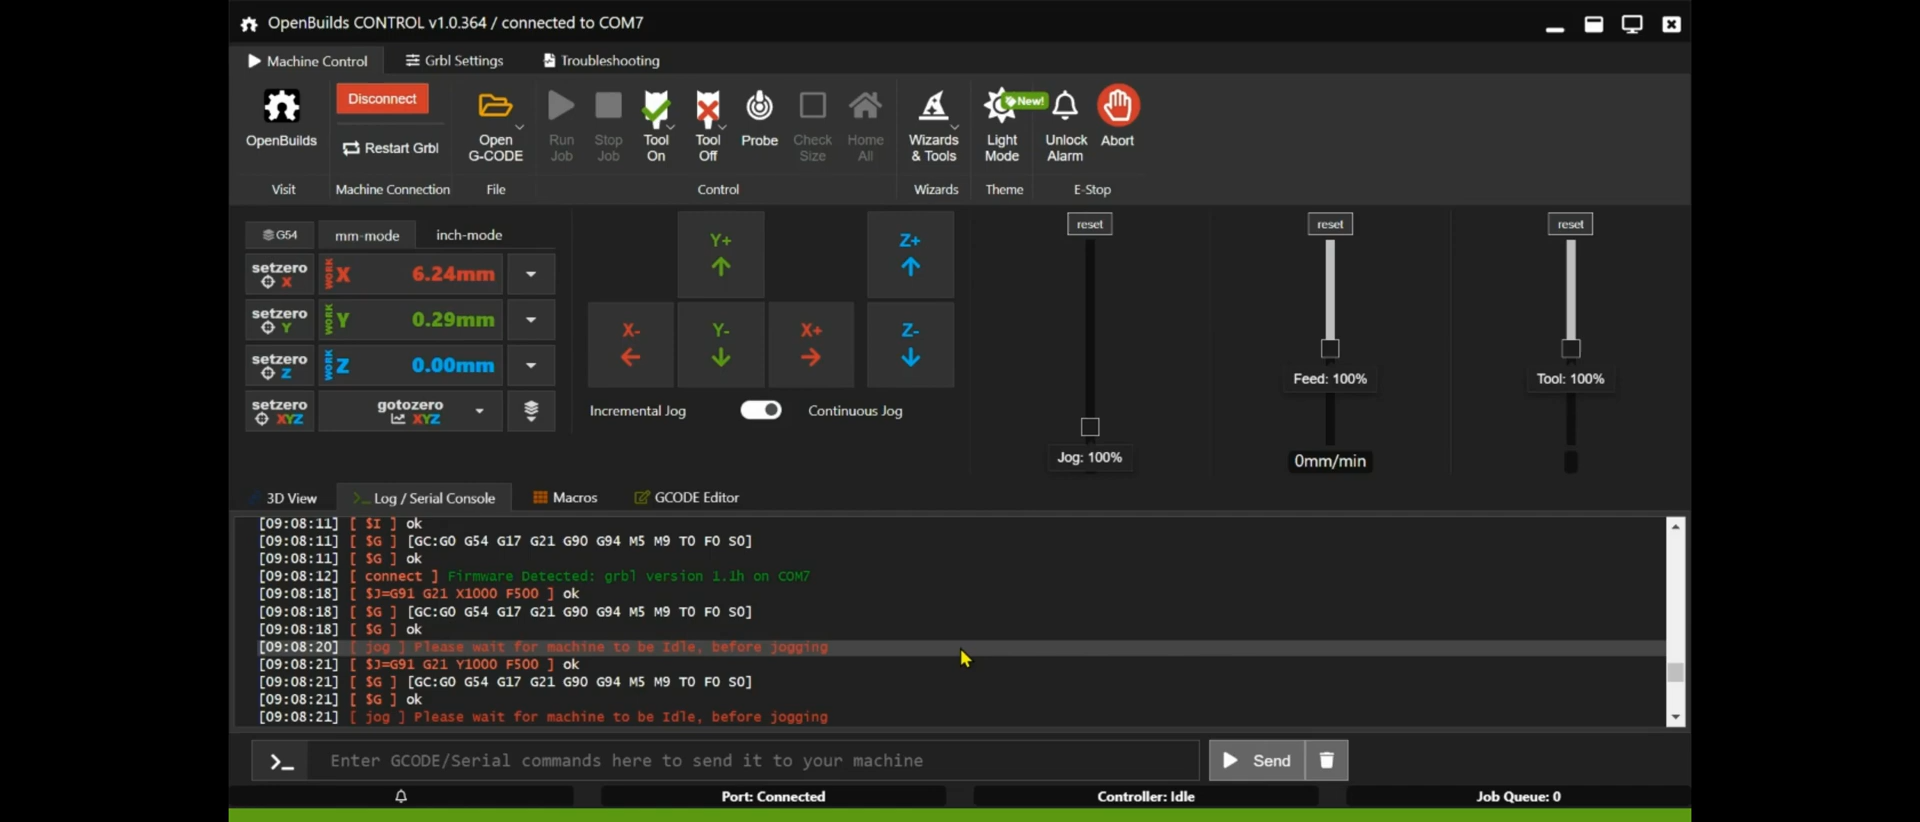 OpenBuilds CONTROL v1.0.364 / connected to COM7
Machine Control
Grbl Settings
Troubleshooting
OpenBuilds
Visit
Disconnect
Restart Grbl
Machine Connection
Open
G-CODE
File
Run
Job
Stop
Job
Tool
On
Tool
Off
Probe
Check
Size
Home
All
Control
Wizards
& Tools
Wizards
New!
Light
Mode
Theme
Unlock
Alarm
Abort
E-Stop
G54
mm-mode
inch-mode
setzero
X
WORK
X
6.24mm
setzero
Y
WORK
Y
0.29mm
setzero
Z
WORK
Z
0.00mm
setzero
XYZ
gotozero
XYZ
Y+
Z+
X-
Y-
X+
Z-
Incremental Jog
Continuous Jog
reset
Jog: 100%
reset
Feed: 100%
0mm/min
reset
Tool: 100%
3D View
>_ Log / Serial Console
Macros
GCODE Editor
[09:08:11] [ $I ] ok
[09:08:11] [ $G ] [GC:G0 G54 G17 G21 G90 G94 M5 M9 T0 F0 S0]
[09:08:11] [ $G ] ok
[09:08:12] [ connect ] Firmware Detected: grbl version 1.1h on COM7
[09:08:18] [ $J=G91 G21 X1000 F500 ] ok
[09:08:18] [ $G ] [GC:G0 G54 G17 G21 G90 G94 M5 M9 T0 F0 S0]
[09:08:18] [ $G ] ok
[09:08:20] [ jog ] Please wait for machine to be Idle, before jogging
[09:08:21] [ $J=G91 G21 Y1000 F500 ] ok
[09:08:21] [ $G ] [GC:G0 G54 G17 G21 G90 G94 M5 M9 T0 F0 S0]
[09:08:21] [ $G ] ok
[09:08:21] [ jog ] Please wait for machine to be Idle, before jogging
>_ Enter GCODE/Serial commands here to send it to your machine
Send
Port: Connected
Controller: Idle
Job Queue: 0